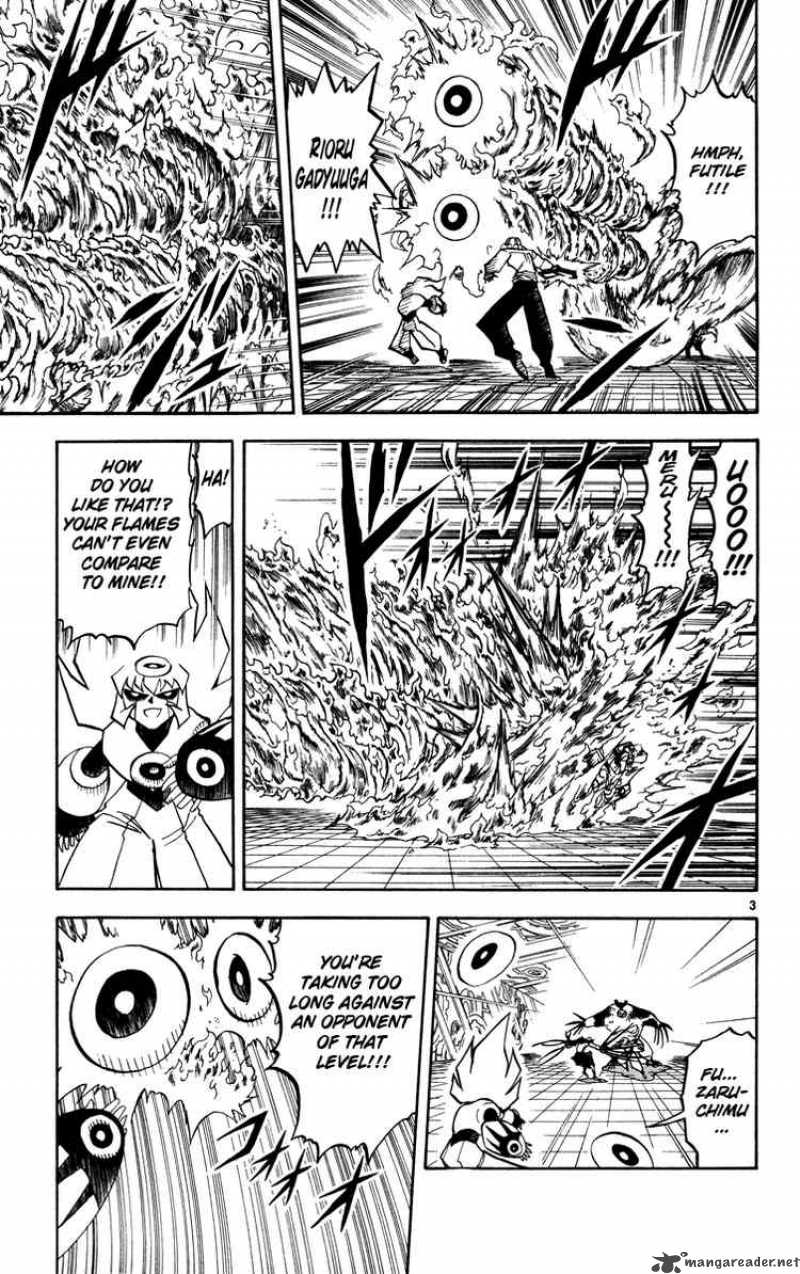 HMPH,
FUTILE
!!!
RIORU
GADYUUGA
!!!
UOOO!!!
MERU~~!!!
HA!
HOW
DO YOU
LIKE THAT!?
YOUR FLAMES
CAN'T EVEN
COMPARE
TO MINE!!
3
FU...
ZARU-
CHIMU
...
YOU'RE
TAKING TOO
LONG AGAINST
AN OPPONENT
OF THAT
LEVEL!!!
mangareader.net